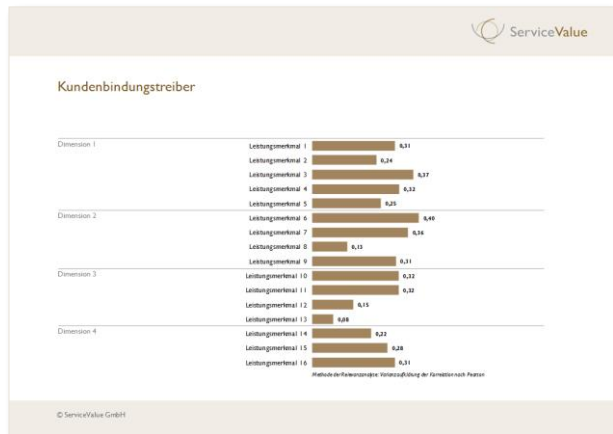 ServiceValue
Kundenbindungstreiber
Dimension 1
Leistungsmerkmal 1 0,31
Leistungsmerkmal 2 0,24
Leistungsmerkmal 3 0,37
Leistungsmerkmal 4 0,32
Leistungsmerkmal 5 0,25
Dimension 2
Leistungsmerkmal 6 0,40
Leistungsmerkmal 7 0,36
Leistungsmerkmal 8 0,13
Leistungsmerkmal 9 0,31
Dimension 3
Leistungsmerkmal 10 0,32
Leistungsmerkmal 11 0,32
Leistungsmerkmal 12 0,15
Leistungsmerkmal 13 0,08
Dimension 4
Leistungsmerkmal 14 0,22
Leistungsmerkmal 15 0,28
Leistungsmerkmal 16 0,31
Methode der Relevanzanalyse: Varianzaufklärung der Korrelation nach Pearson
© ServiceValue GmbH